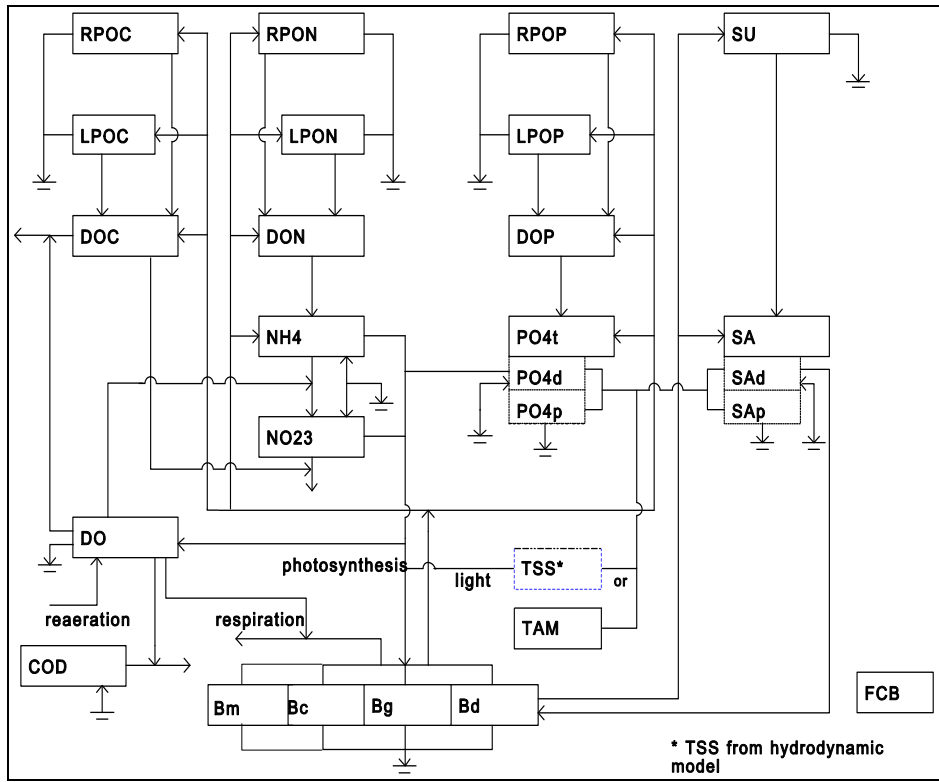 RPOC
RPON
RPOP
SU
LPOC
LPON
LPOP
DOC
DON
DOP
NH4
PO4t
SA
PO4d
SAd
PO4p
SAp
NO23
DO
photosynthesis
light
TSS*
or
reaeration
respiration
TAM
COD
FCB
Bm
Bc
Bg
Bd
* TSS from hydrodynamic
model